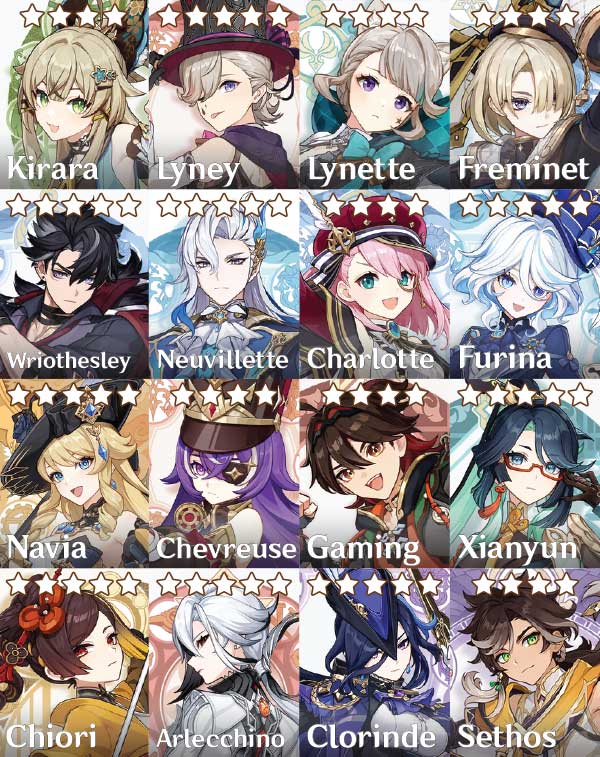 Kirara
Lyney
Lynette
Freminet
Wriothesley
Neuvillette
Charlotte
Furina
Navia
Chevreuse
Gaming
Xianyun
Chiori
Arlecchino
Clorinde
Sethos